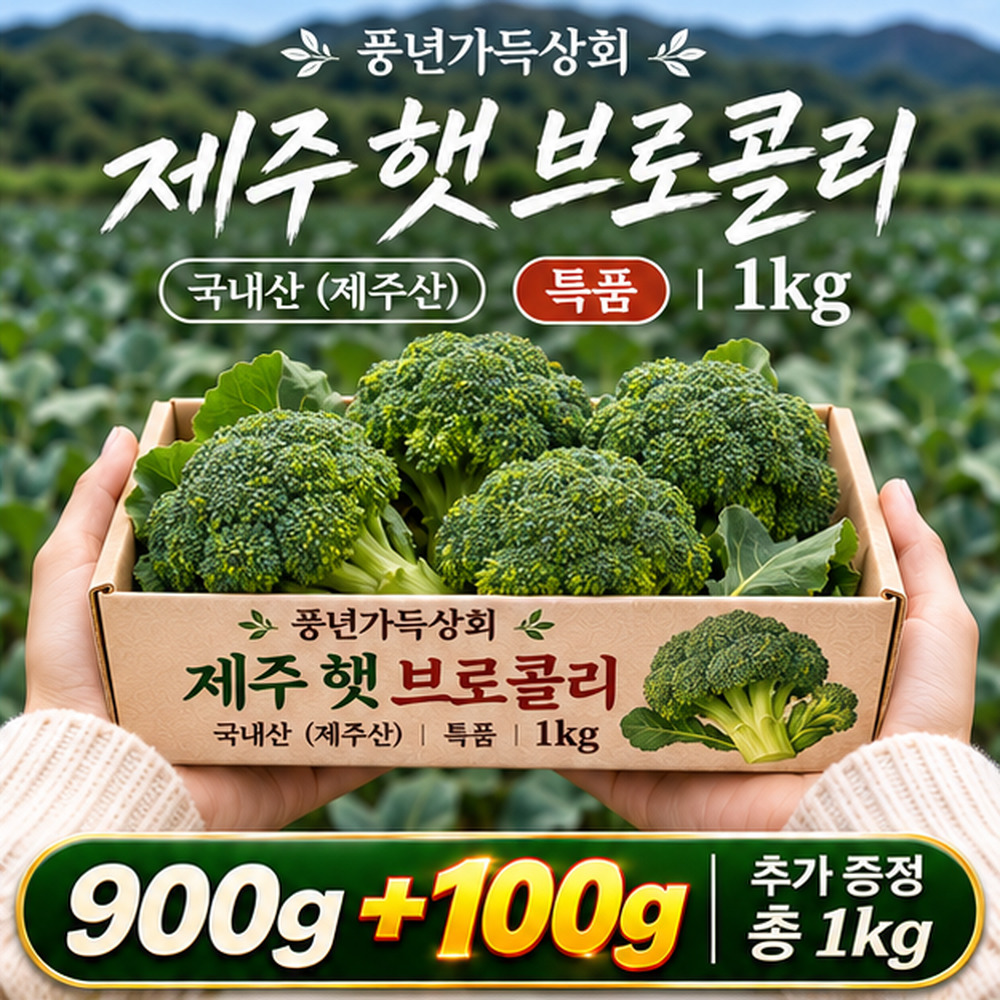 풍년가득상회
제주 햇 브로콜리
국내산 (제주산) 특품 | 1kg
풍년가득상회
제주 햇 브로콜리
국내산 (제주산) | 특품 | 1kg
900g +100g
추가 증정
총 1kg